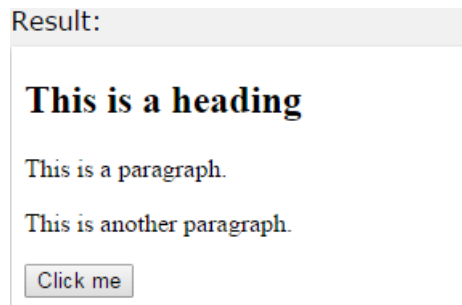 Result:
This is a heading
This is a paragraph.
This is another paragraph.
Click me